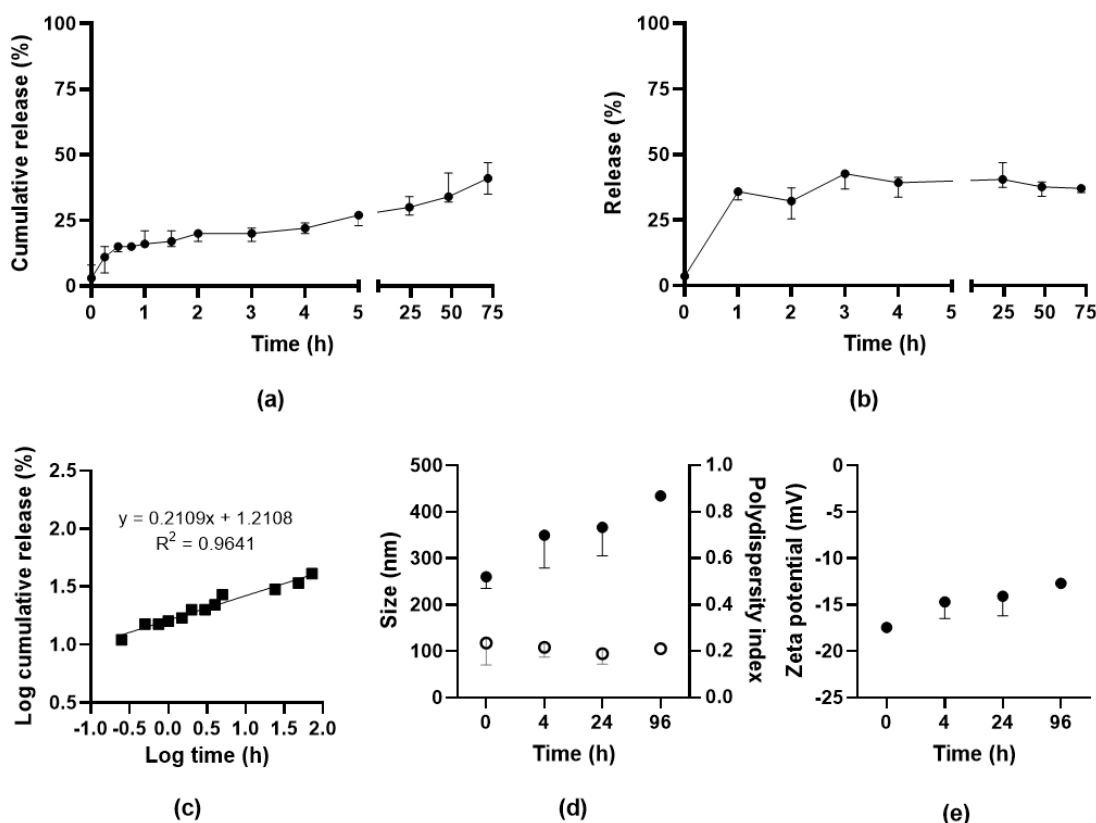 100
75
50
25
0
Cumulative release (%)
0 1 2 3 4 5 25 50 75
Time (h)
(a)
100
75
50
25
0
Release (%)
0 1 2 3 4 5 25 50 75
Time (h)
(b)
2.5
2.0
1.5
1.0
0.5
Log cumulative release (%)
y = 0.2109x + 1.2108
R² = 0.9641
-1.0 -0.5 0.0 0.5 1.0 1.5 2.0
Log time (h)
(c)
500
400
300
200
100
0
Size (nm)
1.0
0.8
0.6
0.4
0.2
0.0
Polydispersity index
0 4 24 96
Time (h)
(d)
0
-5
-10
-15
-20
-25
Zeta potential (mV)
0 4 24 96
Time (h)
(e)